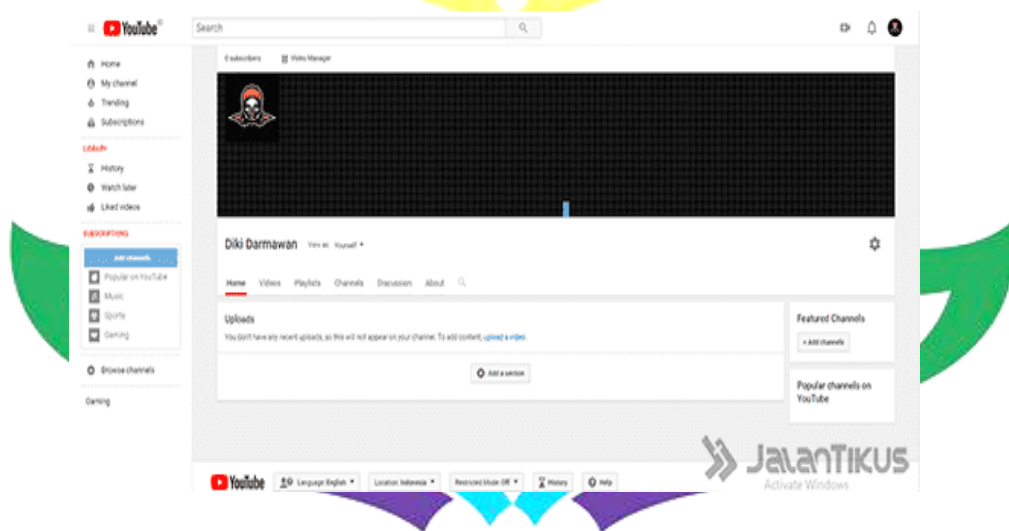 YouTube ID
Search
Home
My channel
Trending
Subscriptions
LIBRARY
History
Watch later
Liked videos
SUBSCRIPTIONS
Add channels
Popular on YouTube
Music
Sports
Gaming
Browse channels
Gaming
0 subscribers Video Manager
Diki Darmawan View as: Yourself
Home Videos Playlists Channels Discussion About
Uploads
You don't have any recent uploads, so this will not appear on your channel. To add content, upload a video.
Add a section
Featured Channels
+ Add channels
Popular channels on
YouTube
JALANTIKUS
Activate Windows
YouTube Language: English Location: Indonesia Restricted Mode: Off History Help